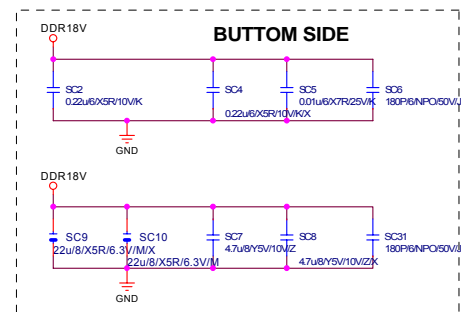 DDR18V
BUTTOM SIDE
SC2
0.22u/6/X5R/10V/K
SC4
0.22u/6/X5R/10V/K/X
SC5
0.01u/6/X7R/25V/K
SC6
180P/6/NPO/50V/J
GND
DDR18V
SC9
22u/8/X5R/6.3V/M/X
SC10
22u/8/X5R/6.3V/M
SC7
4.7u/8/Y5V/10V/Z
SC8
4.7u/8/Y5V/10V/Z/X
SC31
180P/6/NPO/50V/J
GND